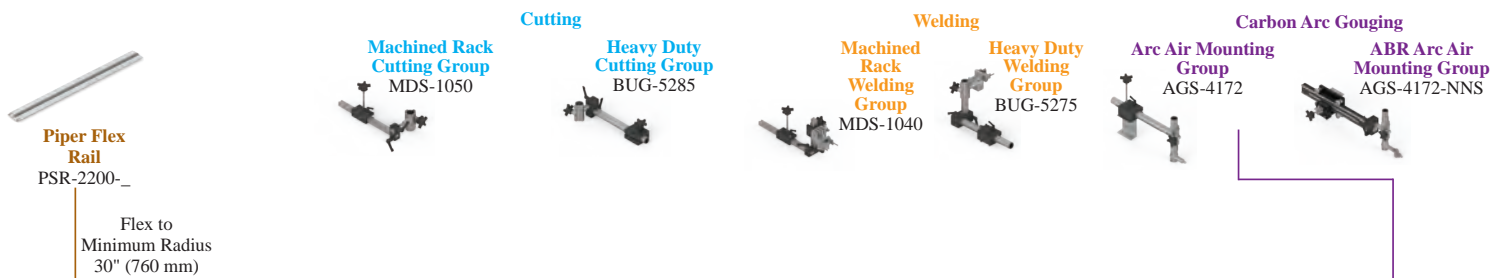 Cutting
Welding
Carbon Arc Gouging
Machined Rack
Cutting Group
MDS-1050
Heavy Duty
Cutting Group
BUG-5285
Machined
Rack
Welding
Group
MDS-1040
Heavy Duty
Welding
Group
BUG-5275
Arc Air Mounting
Group
AGS-4172
ABR Arc Air
Mounting Group
AGS-4172-NNS
Piper Flex
Rail
PSR-2200-_
Flex to
Minimum Radius
30" (760 mm)